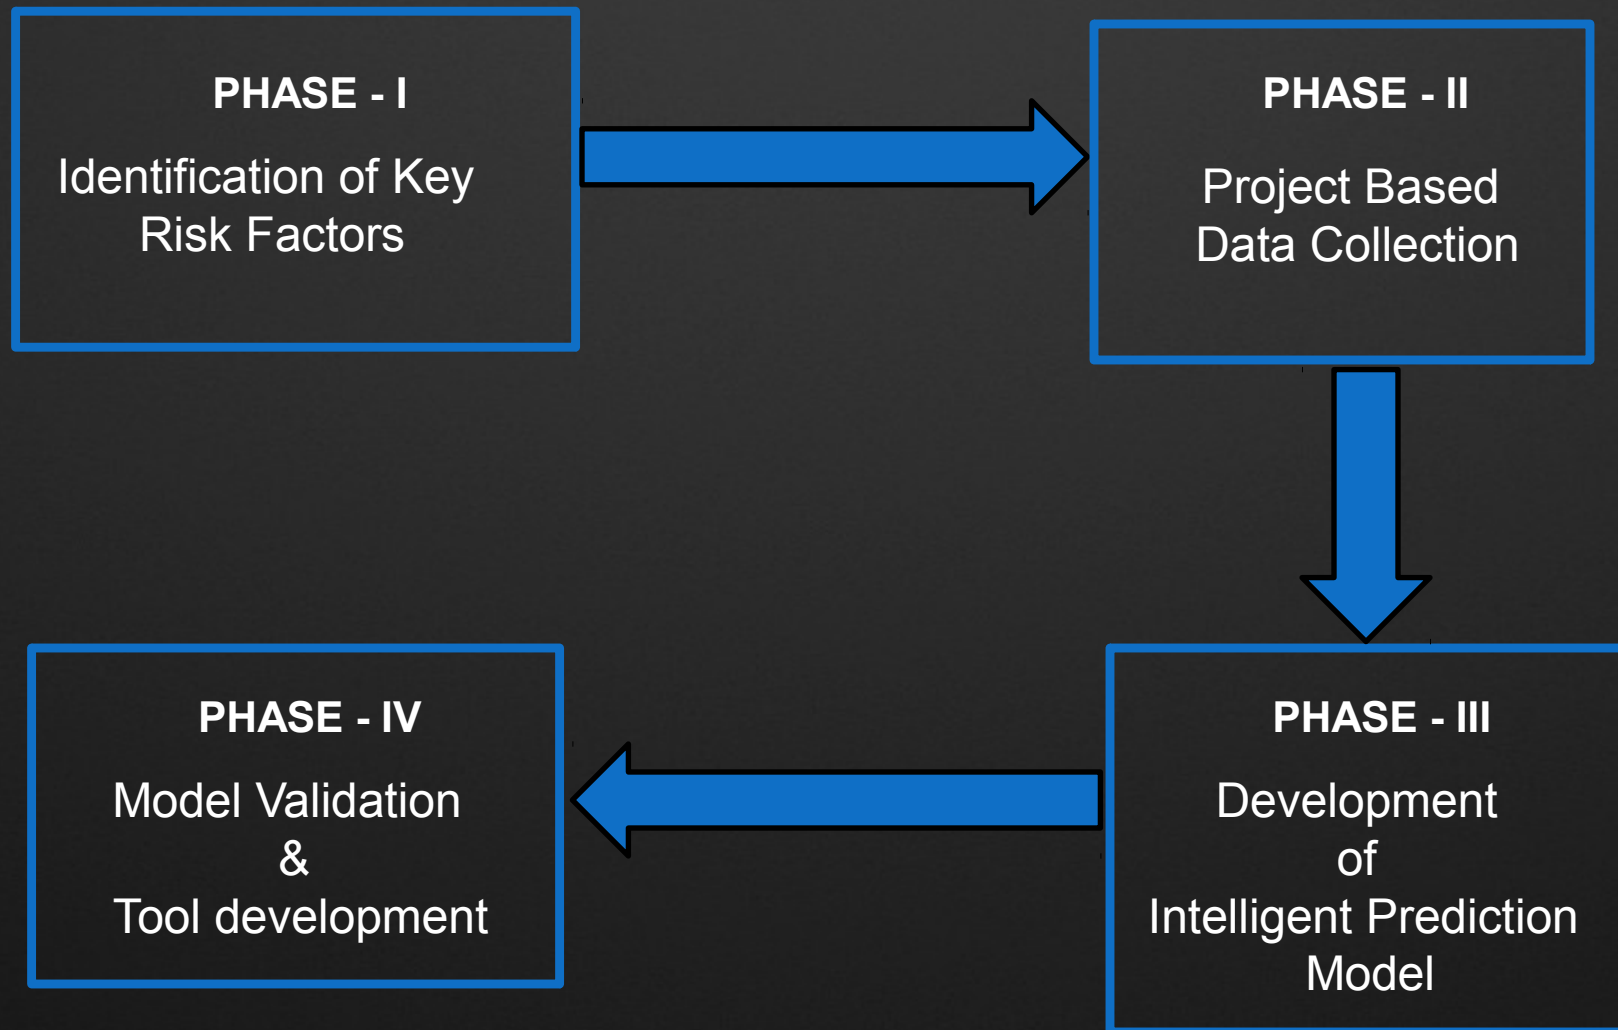 PHASE - I
Identification of Key
Risk Factors
PHASE - II
Project Based
Data Collection
PHASE - III
Development
of
Intelligent Prediction
Model
PHASE - IV
Model Validation
&
Tool development